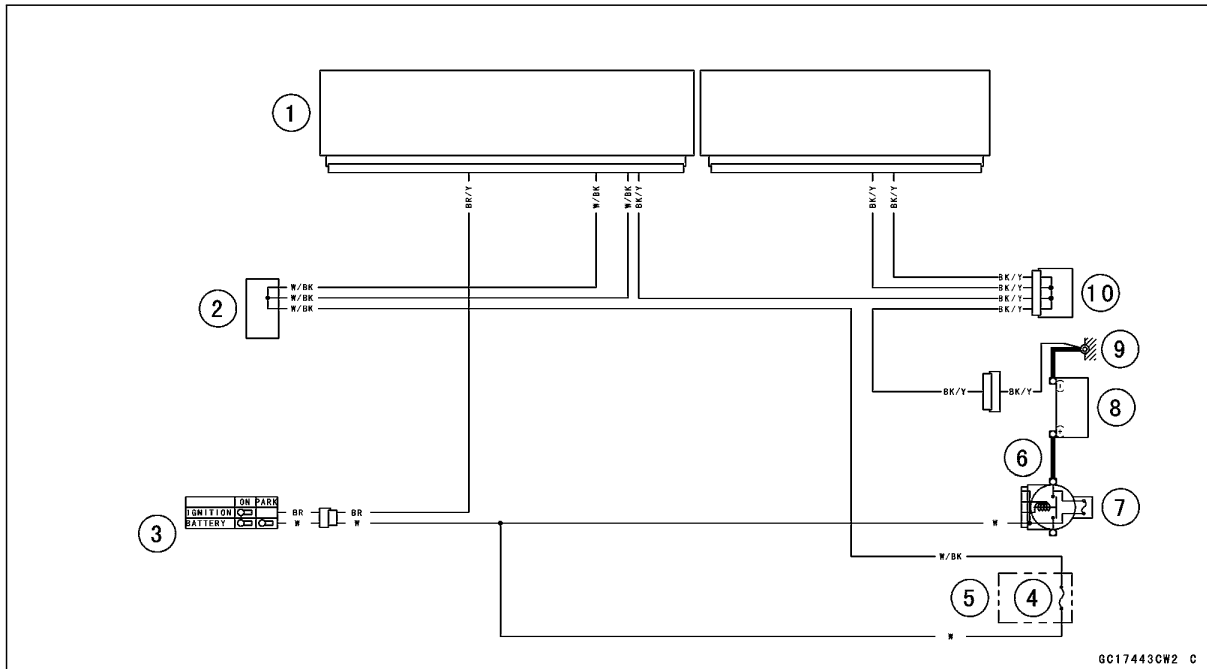 1
BR/Y W/BK W/BK BK/Y BK/Y BK/Y
2
W/BK
W/BK
W/BK
BK/Y
BK/Y
BK/Y
BK/Y
10
9
BK/Y BK/Y
(-)
8
(+)
6
ON PARK
IGNITION BR BR
BATTERY W W W
3
7
W/BK
5
4
W
GC17443CW2 C